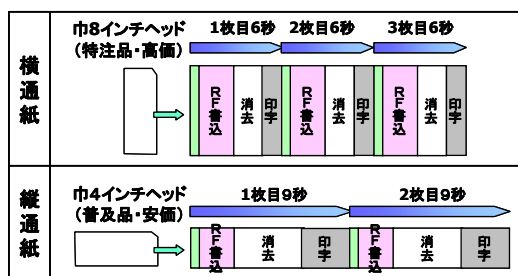 横通紙
巾8インチヘッド
(特注品・高価)
1枚目6秒
2枚目6秒
3枚目6秒
RF書込
消去
印字
RF書込
消去
印字
RF書込
消去
印字
縦通紙
巾4インチヘッド
(普及品・安価)
1枚目9秒
2枚目9秒
RF書込
消去
印字
RF書込
消去
印字